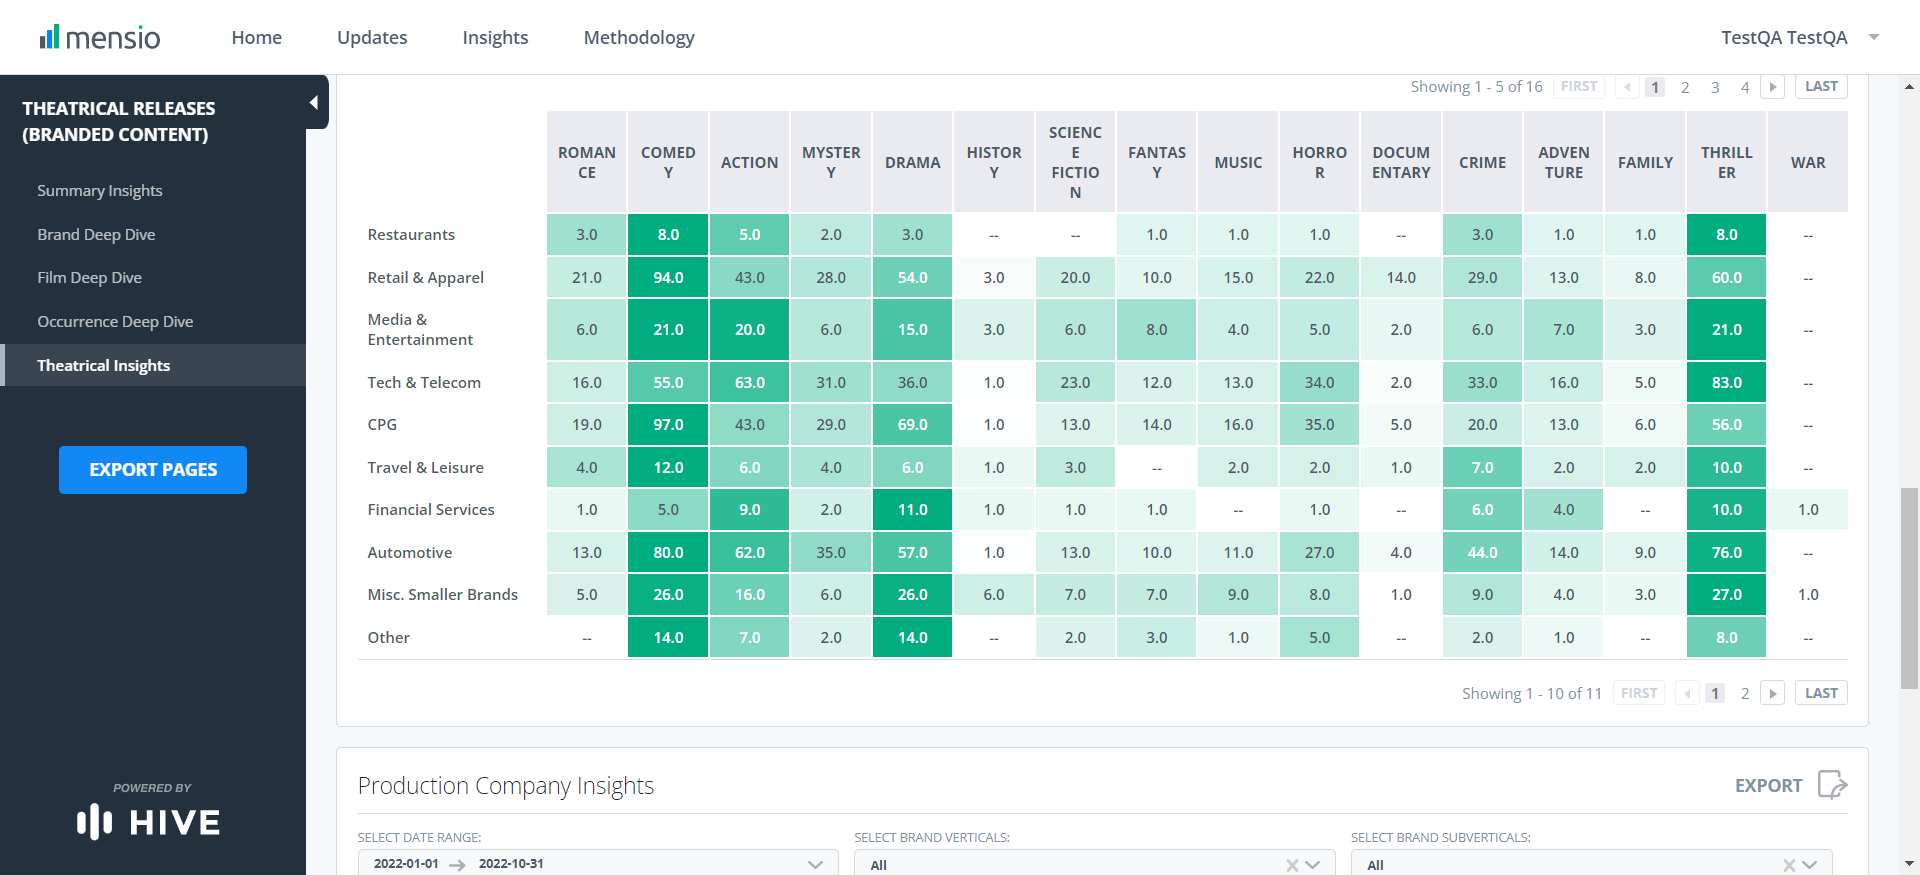 mensio
Home Updates Insights Methodology TestQA TestQA
THEATRICAL RELEASES
(BRANDED CONTENT)
Summary Insights
Brand Deep Dive
Film Deep Dive
Occurrence Deep Dive
Theatrical Insights
EXPORT PAGES
POWERED BY
HIVE
Showing 1 - 5 of 16 FIRST 1 2 3 4 LAST
ROMAN
CE
COMED
Y
ACTION
MYSTER
Y
DRAMA
HISTOR
Y
SCIENC
E
FICTIO
N
FANTAS
Y
MUSIC
HORRO
R
DOCUM
ENTARY
CRIME
ADVEN
TURE
FAMILY
THRILL
ER
WAR
Restaurants 3.0 8.0 5.0 2.0 3.0 -- -- 1.0 1.0 1.0 -- 3.0 1.0 1.0 8.0 --
Retail & Apparel 21.0 94.0 43.0 28.0 54.0 3.0 20.0 10.0 15.0 22.0 14.0 29.0 13.0 8.0 60.0 --
Media &
Entertainment 6.0 21.0 20.0 6.0 15.0 3.0 6.0 8.0 4.0 5.0 2.0 6.0 7.0 3.0 21.0 --
Tech & Telecom 16.0 55.0 63.0 31.0 36.0 1.0 23.0 12.0 13.0 34.0 2.0 33.0 16.0 5.0 83.0 --
CPG 19.0 97.0 43.0 29.0 69.0 1.0 13.0 14.0 16.0 35.0 5.0 20.0 13.0 6.0 56.0 --
Travel & Leisure 4.0 12.0 6.0 4.0 6.0 1.0 3.0 -- 2.0 2.0 1.0 7.0 2.0 2.0 10.0 --
Financial Services 1.0 5.0 9.0 2.0 11.0 1.0 1.0 1.0 -- 1.0 -- 6.0 4.0 -- 10.0 1.0
Automotive 13.0 80.0 62.0 35.0 57.0 1.0 13.0 10.0 11.0 27.0 4.0 44.0 14.0 9.0 76.0 --
Misc. Smaller Brands 5.0 26.0 16.0 6.0 26.0 6.0 7.0 7.0 9.0 8.0 1.0 9.0 4.0 3.0 27.0 1.0
Other -- 14.0 7.0 2.0 14.0 -- 2.0 3.0 1.0 5.0 -- 2.0 1.0 -- 8.0 --
Showing 1 - 10 of 11 FIRST 1 2 LAST
Production Company Insights
EXPORT
SELECT DATE RANGE: SELECT BRAND VERTICALS: SELECT BRAND SUBVERTICALS:
2022-01-01 2022-10-31 All All